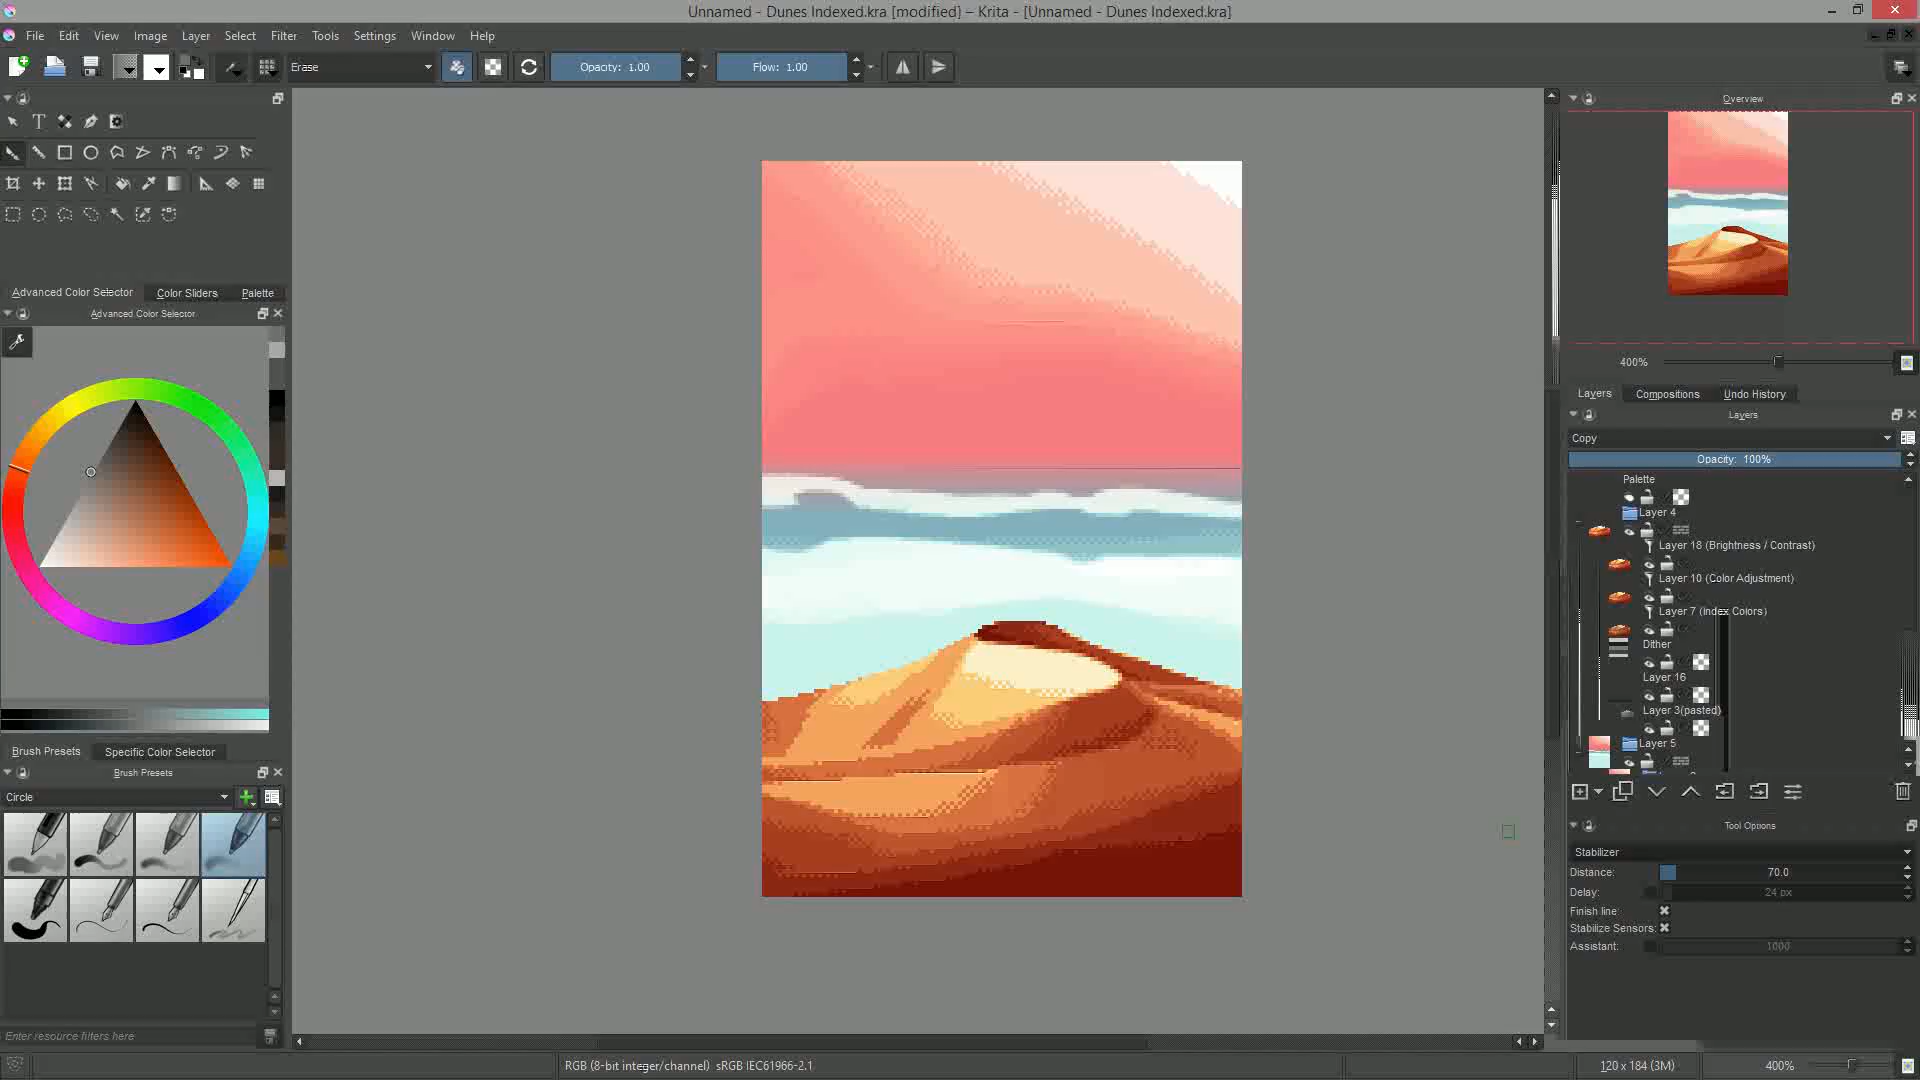 Unnamed - Dunes Indexed.kra [modified] – Krita - [Unnamed - Dunes Indexed.kra]
File Edit View Image Layer Select Filter Tools Settings Window Help
Erase Opacity: 1.00 Flow: 1.00
Advanced Color Selector Color Sliders Palette
Advanced Color Selector
Brush Presets Specific Color Selector
Brush Presets
Circle
Enter resource filters here
Overview
400%
Layers Compositions Undo History
Layers
Copy
Opacity: 100%
Palette
Layer 4
Layer 18 (Brightness / Contrast)
Layer 10 (Color Adjustment)
Layer 7 (Index Colors)
Dither
Layer 16
Layer 3(pasted)
Layer 5
Tool Options
Stabilizer
Distance: 70.0
Delay: 24 px
Finish line:
Stabilize Sensors:
Assistant: 1000
RGB (8-bit integer/channel) sRGB IEC61966-2.1 120 x 184 (3M) 400%